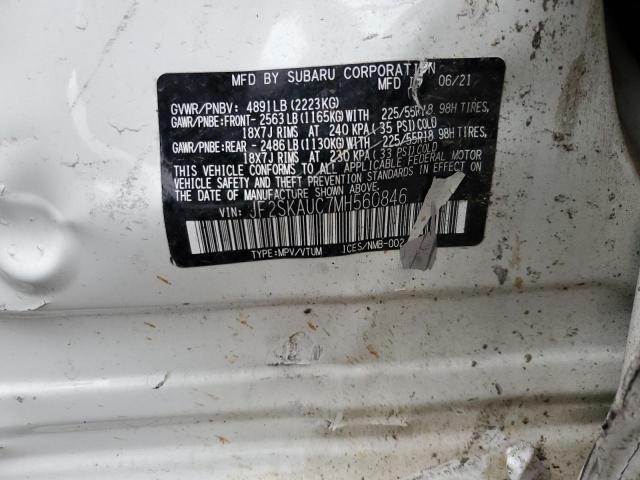 MFD BY SUBARU CORPORATION
MFD IN 06/21
GVWR/PNBV: 4891LB(2223KG)
GAWR/PNBE:FRONT- 2563LB(1165KG)WITH 225/55R18 98H TIRES,
18X7J RIMS AT 240 KPA(35 PSI)COLD
GAWR/PNBE:REAR - 2486LB(1130KG)WITH 225/55R18 98H TIRES,
18X7J RIMS AT 230 KPA(33 PSI)COLD
THIS VEHICLE CONFORMS TO ALL APPLICABLE FEDERAL MOTOR
VEHICLE SAFETY AND THEFT PREVENTION STANDARDS IN EFFECT ON
THE DATE OF MANUFACTURE SHOWN ABOVE.
VIN: JF2SKAUC7MH560846
TYPE:MPV/VTUM ICES/NMB-002